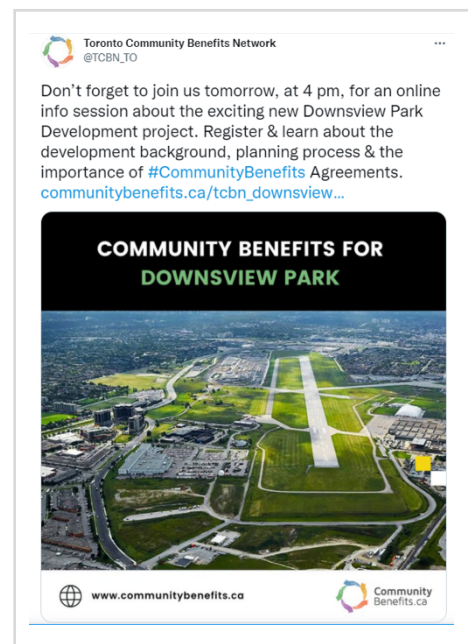 Toronto Community Benefits Network
@TCBN_TO
Don't forget to join us tomorrow, at 4 pm, for an online
info session about the exciting new Downsview Park
Development project. Register & learn about the
development background, planning process & the
importance of #CommunityBenefits Agreements.
communitybenefits.ca/tcbn_downsview…
COMMUNITY BENEFITS FOR
DOWNSVIEW PARK
www.communitybenefits.ca
Community
Benefits.ca